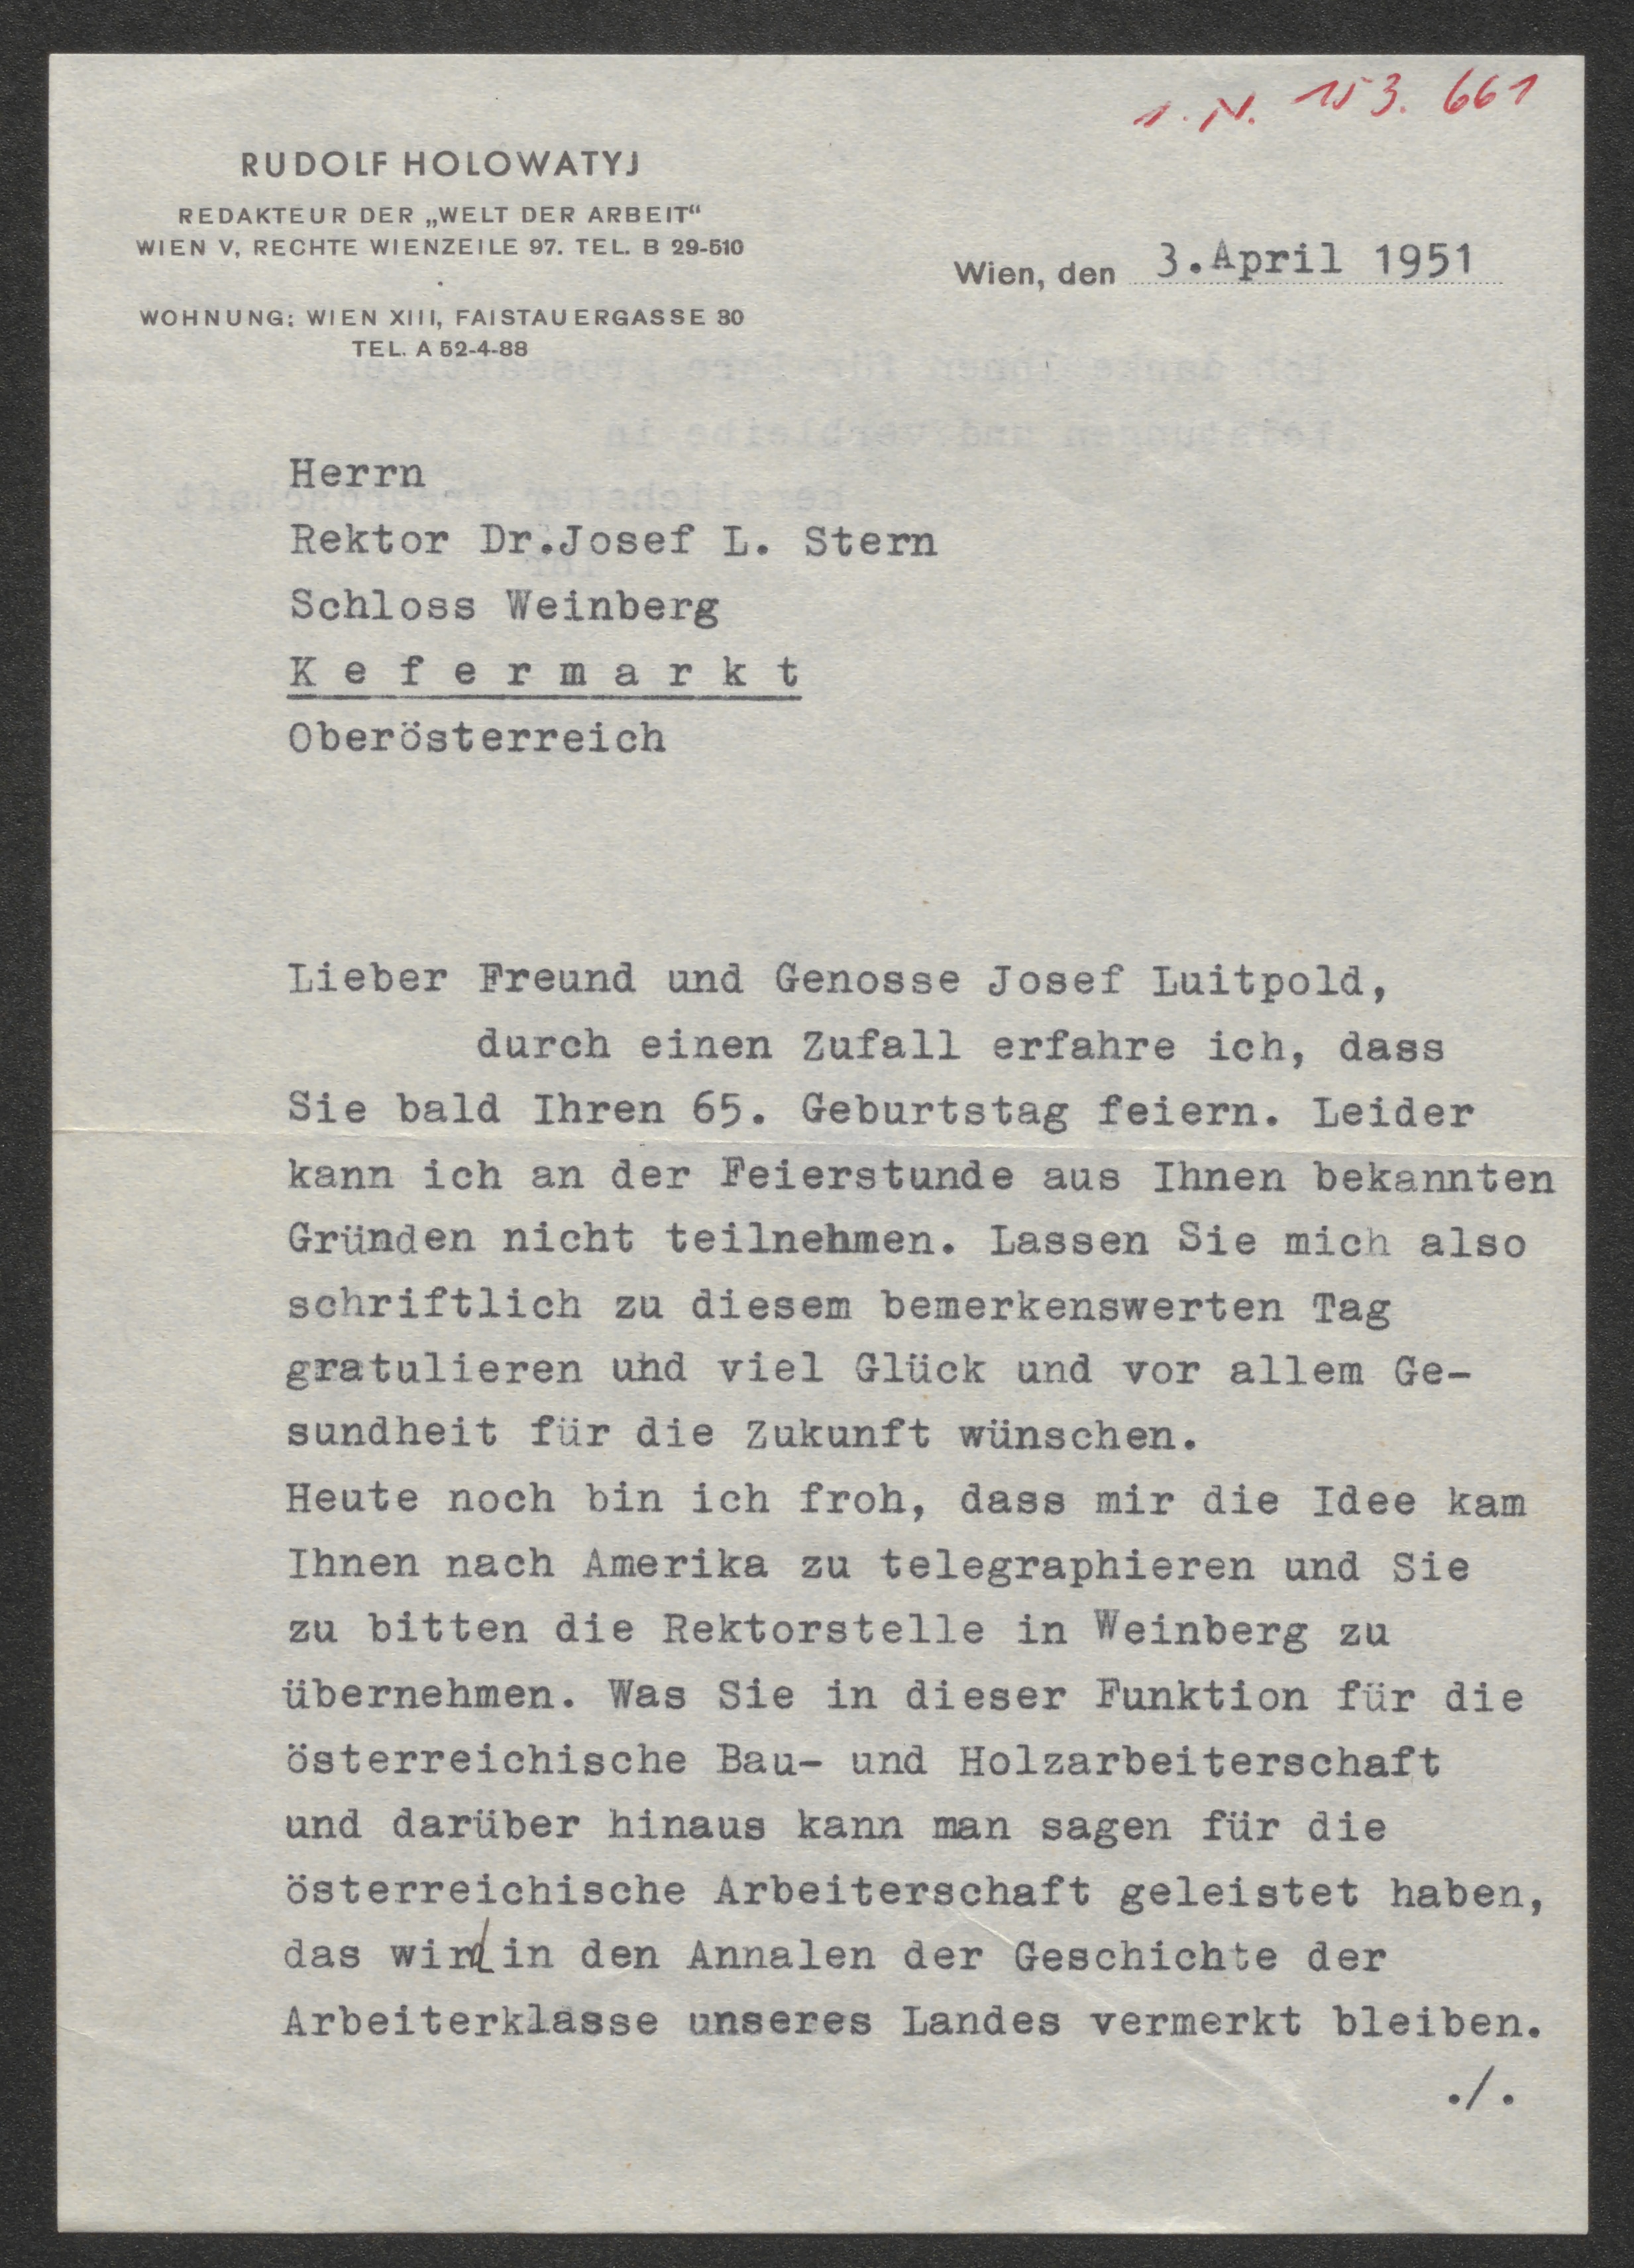 I. N. 153.661
RUDOLF HOLOWATYJ
REDAKTEUR DER „WELT DER ARBEIT“
WIEN V, RECHTE WIENZEILE 97. TEL. B 29-510
WOHNUNG: WIEN XIII, FAISTAUERGASSE 80
TEL. A 52-4-88
Wien, den 3.April 1951
Herrn
Rektor Dr.Josef L. Stern
Schloss Weinberg
K e f e r m a r k t
Oberösterreich
Lieber Freund und Genosse Josef Luitpold,
durch einen Zufall erfahre ich, dass
Sie bald Ihren 65. Geburtstag feiern. Leider
kann ich an der Feierstunde aus Ihnen bekannten
Gründen nicht teilnehmen. Lassen Sie mich also
schriftlich zu diesem bemerkenswerten Tag
gratulieren und viel Glück und vor allem Ge-
sundheit für die Zukunft wünschen.
Heute noch bin ich froh, dass mir die Idee kam
Ihnen nach Amerika zu telegraphieren und Sie
zu bitten die Rektorstelle in Weinberg zu
übernehmen. Was Sie in dieser Funktion für die
österreichische Bau- und Holzarbeiterschaft
und darüber hinaus kann man sagen für die
österreichische Arbeiterschaft geleistet haben,
das wird in den Annalen der Geschichte der
Arbeiterklasse unseres Landes vermerkt bleiben.
./.